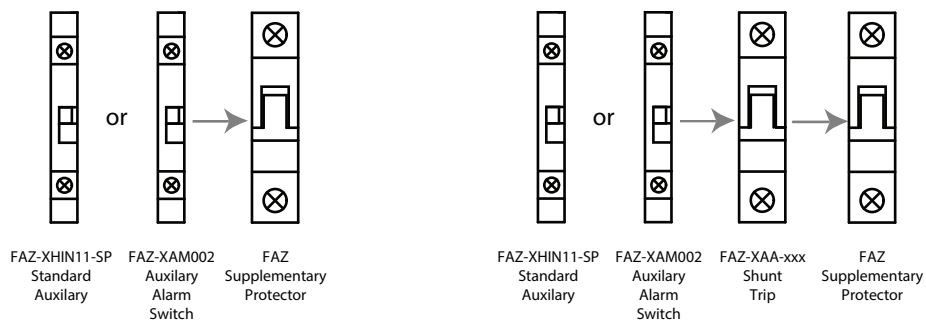 or
or
FAZ-XHIN11-SP
Standard
Auxilary
FAZ-XAM002
Auxilary
Alarm
Switch
FAZ
Supplementary
Protector
FAZ-XHIN11-SP
Standard
Auxilary
FAZ-XAM002
Auxilary
Alarm
Switch
FAZ-XAA-xxx
Shunt
Trip
FAZ
Supplementary
Protector